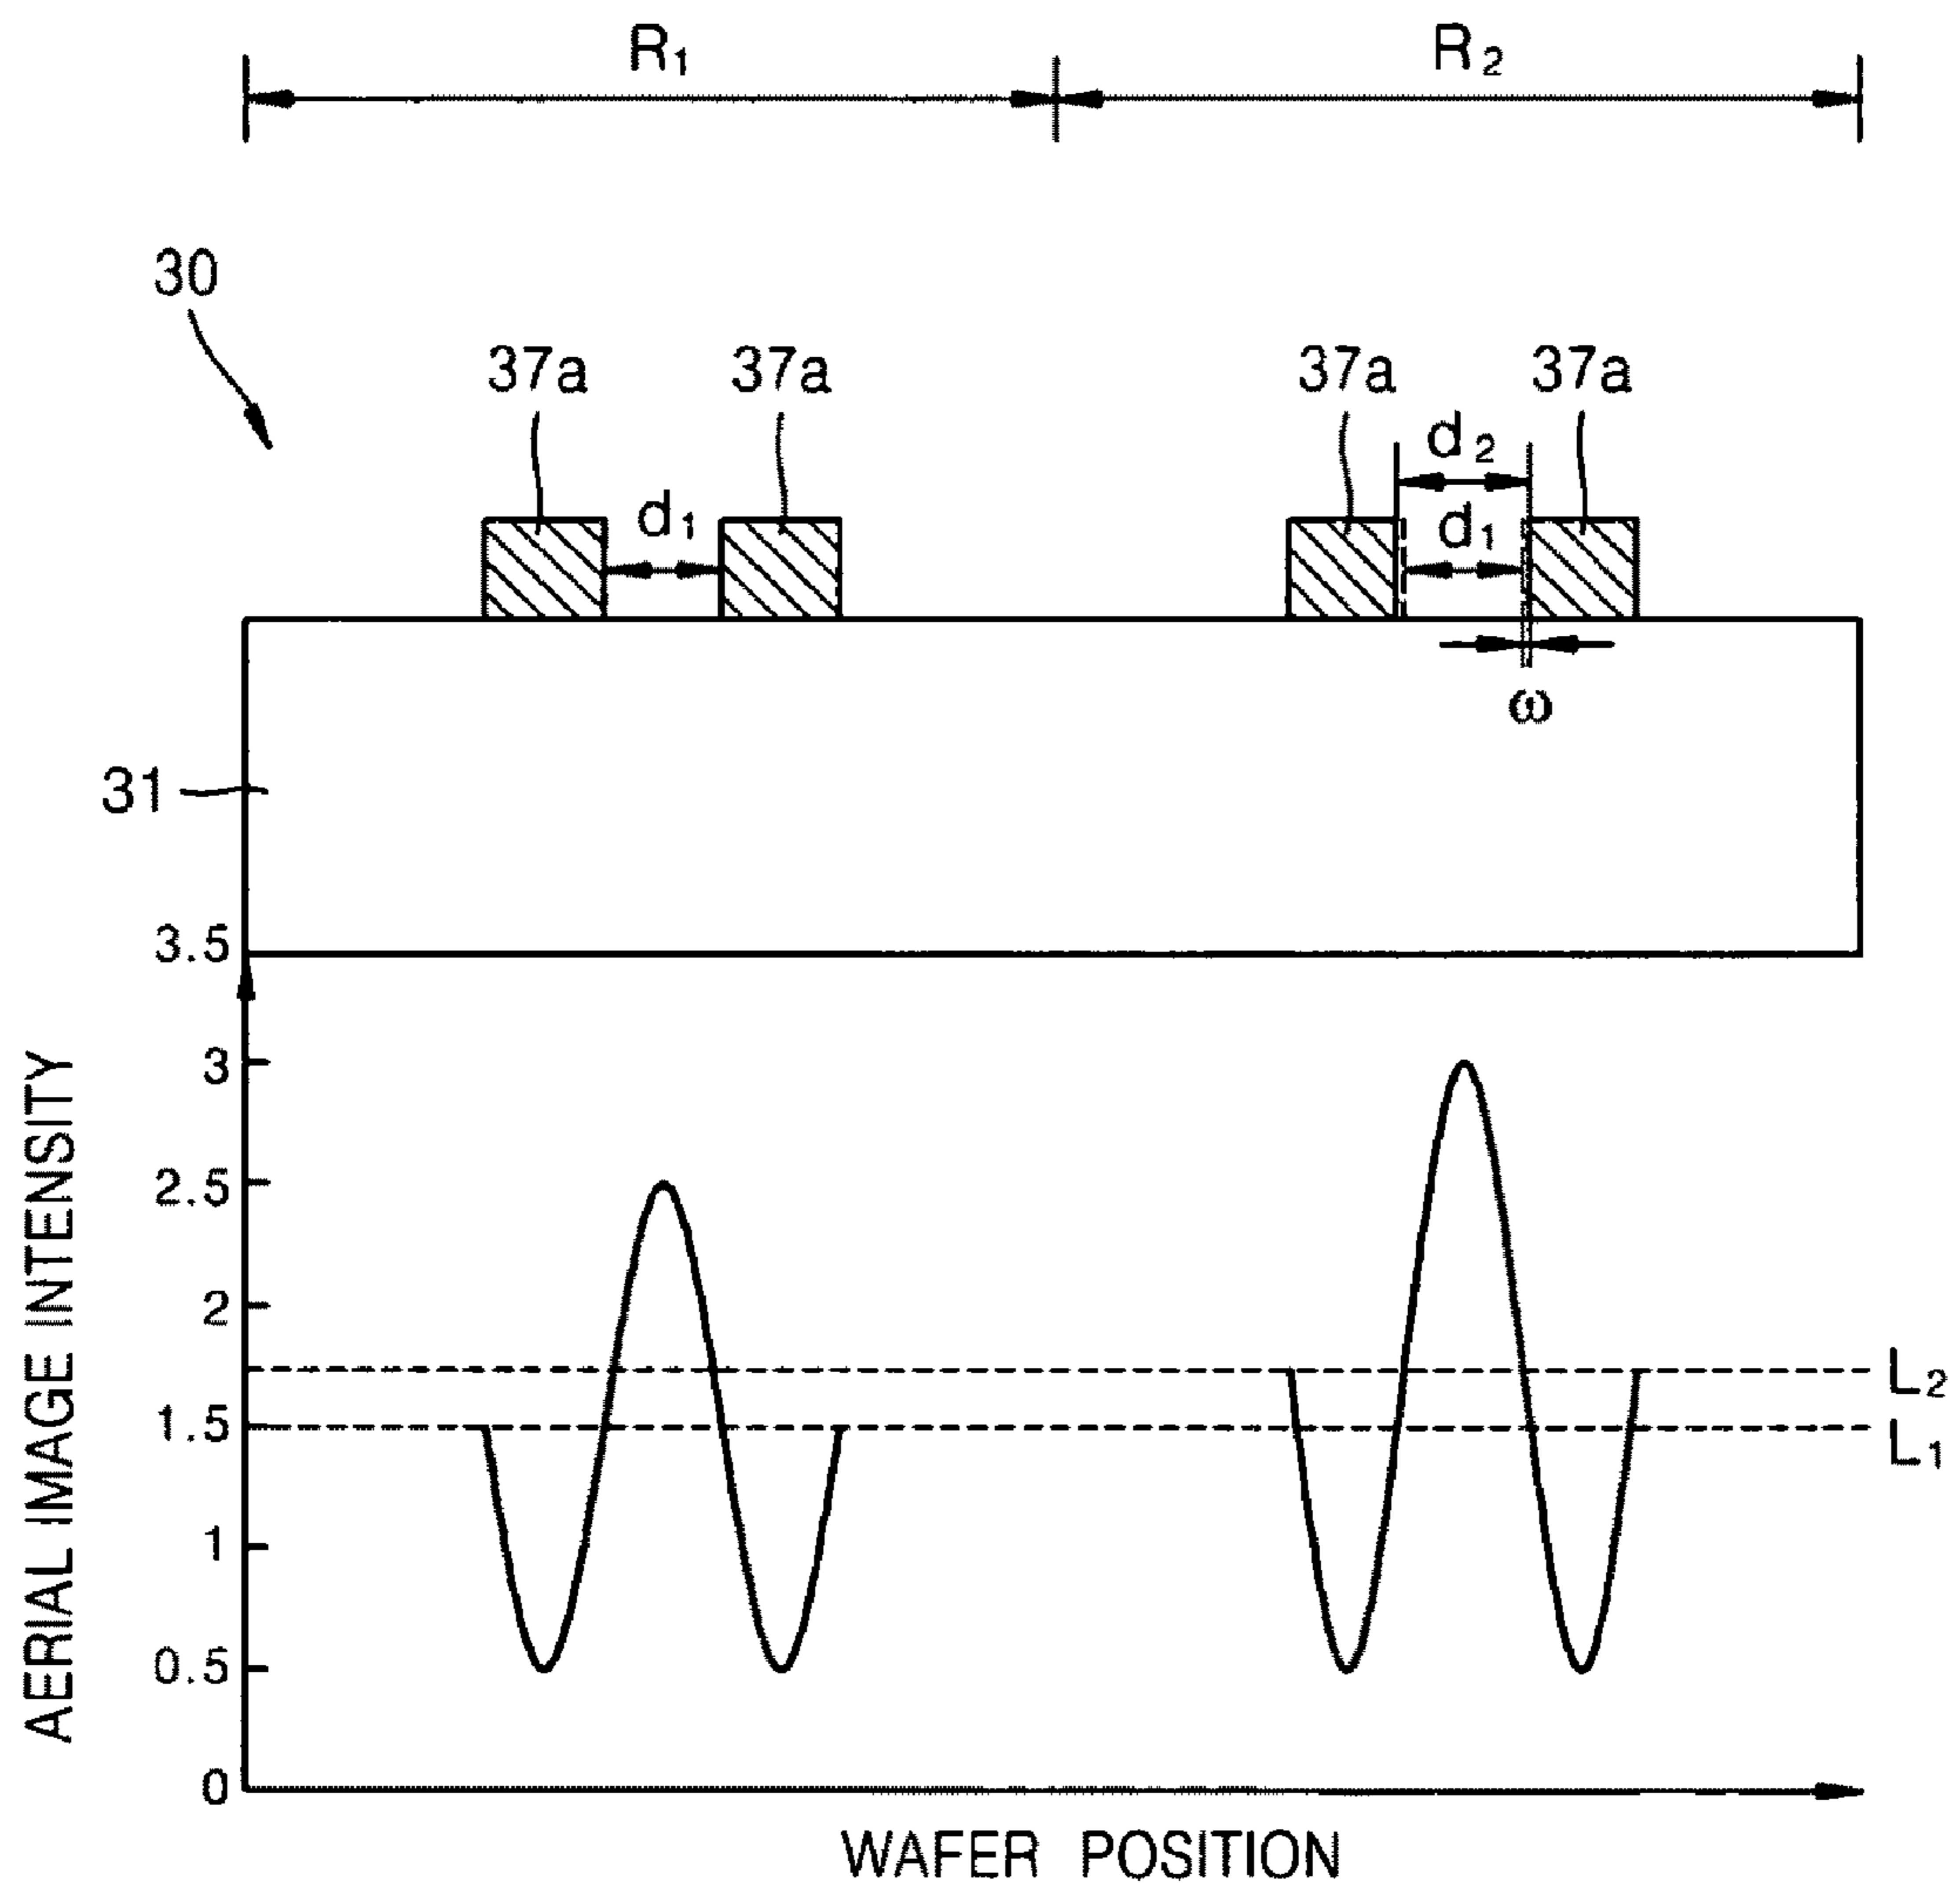 R1 R2
30
37a 37a 37a 37a
d2
d1 d1
ω
31
3.5
3
2.5
2
L2
1.5
L1
1
0.5
0
AERIAL IMAGE INTENSITY
WAFER POSITION